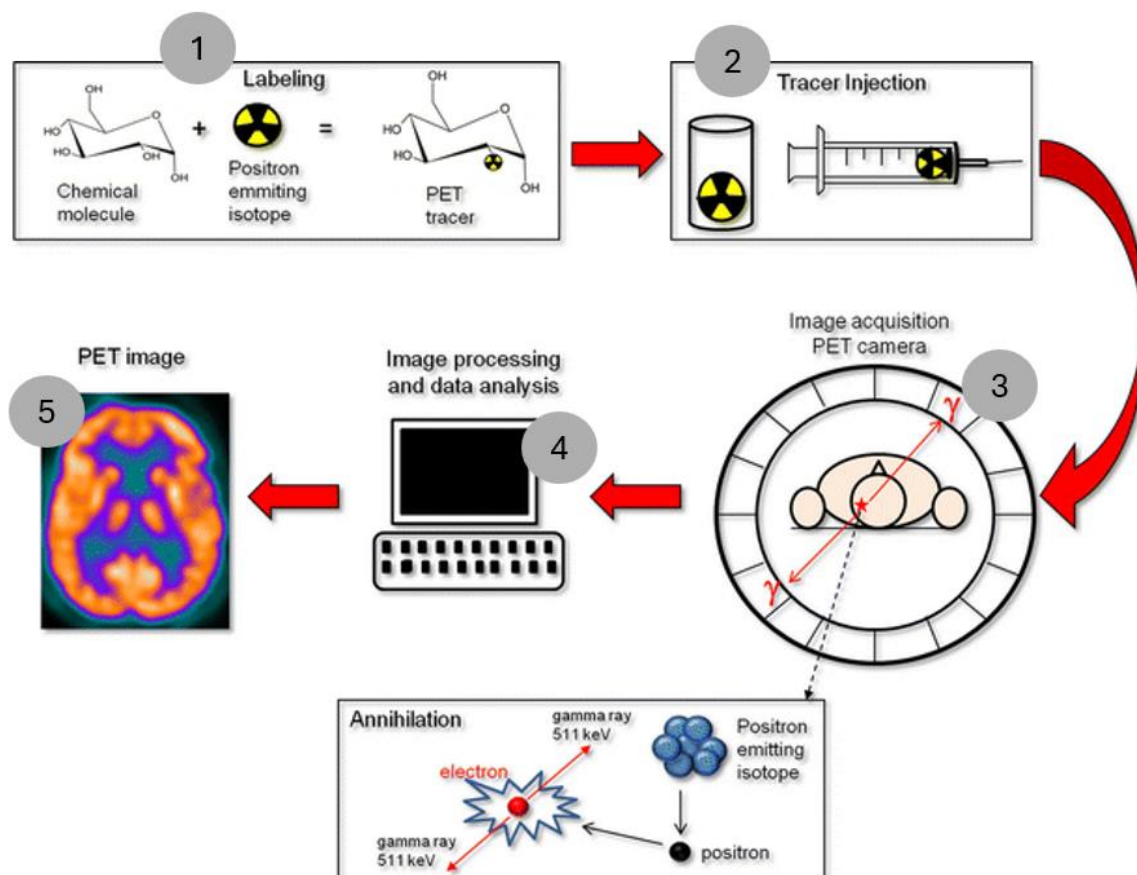 1
Labeling
OH
HO
HO
OH
OH
O
+
Positron
emmiting
isotope
=
Chemical
molecule
OH
HO
HO
O
OH
PET
tracer
2
Tracer Injection
Image acquisition
PET camera
3
γ
γ
Image processing
and data analysis
4
PET image
5
Annihilation
gamma ray
511 keV
electron
gamma ray
511 keV
Positron
emitting
isotope
positron